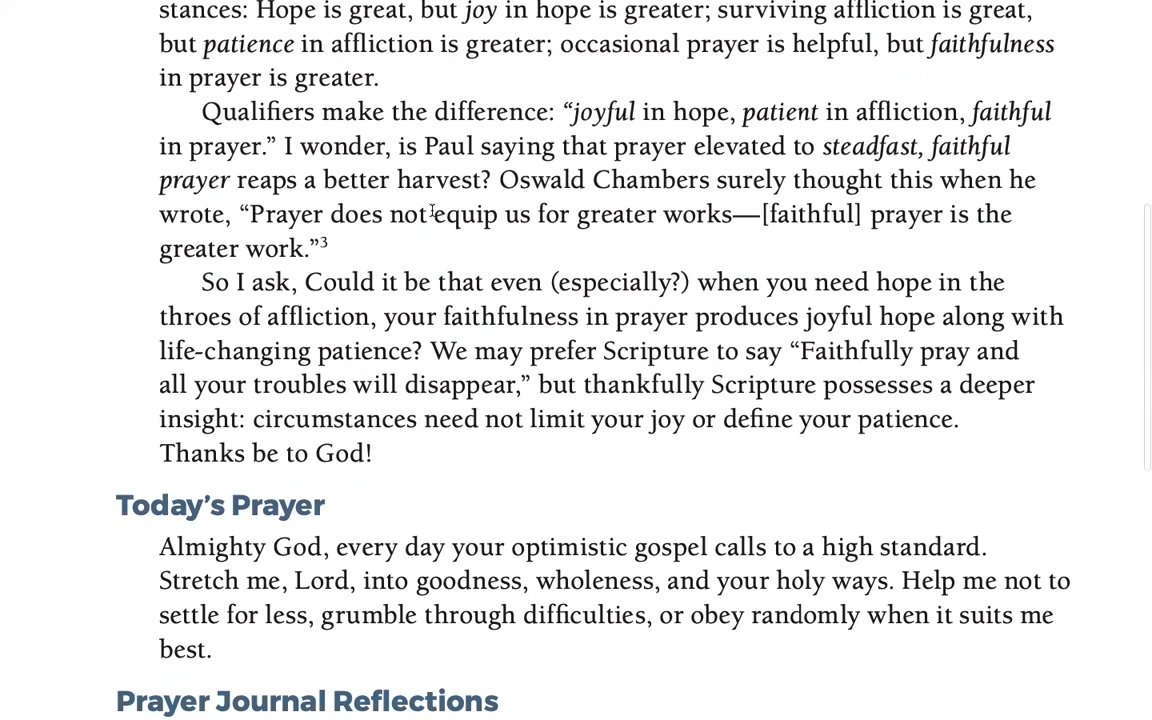 stances: Hope is great, but joy in hope is greater; surviving affliction is great,
but patience in affliction is greater; occasional prayer is helpful, but faithfulness
in prayer is greater.
Qualifiers make the difference: “joyful in hope, patient in affliction, faithful
in prayer.” I wonder, is Paul saying that prayer elevated to steadfast, faithful
prayer reaps a better harvest? Oswald Chambers surely thought this when he
wrote, “Prayer does not equip us for greater works—[faithful] prayer is the
greater work.”3
So I ask, Could it be that even (especially?) when you need hope in the
throes of affliction, your faithfulness in prayer produces joyful hope along with
life-changing patience? We may prefer Scripture to say “Faithfully pray and
all your troubles will disappear,” but thankfully Scripture possesses a deeper
insight: circumstances need not limit your joy or define your patience.
Thanks be to God!
Today’s Prayer
Almighty God, every day your optimistic gospel calls to a high standard.
Stretch me, Lord, into goodness, wholeness, and your holy ways. Help me not to
settle for less, grumble through difficulties, or obey randomly when it suits me
best.
Prayer Journal Reflections